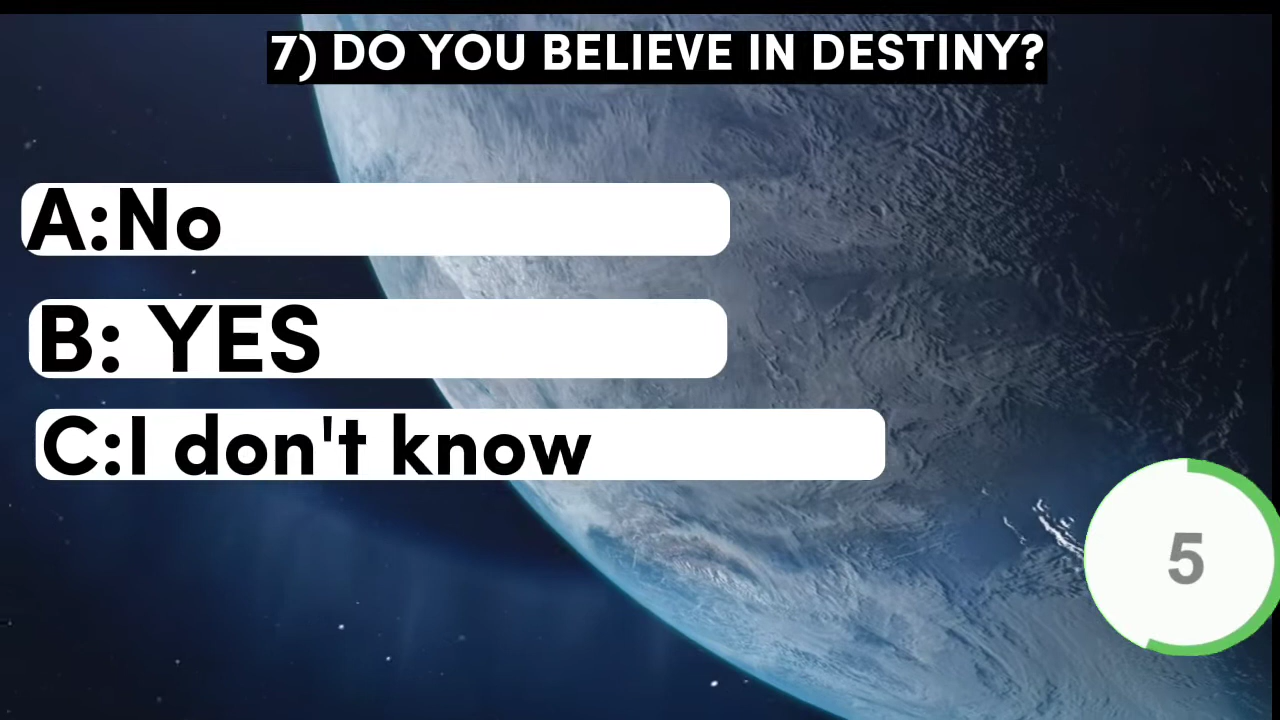 7) DO YOU BELIEVE IN DESTINY?
A:No
B: YES
C:I don't know
5